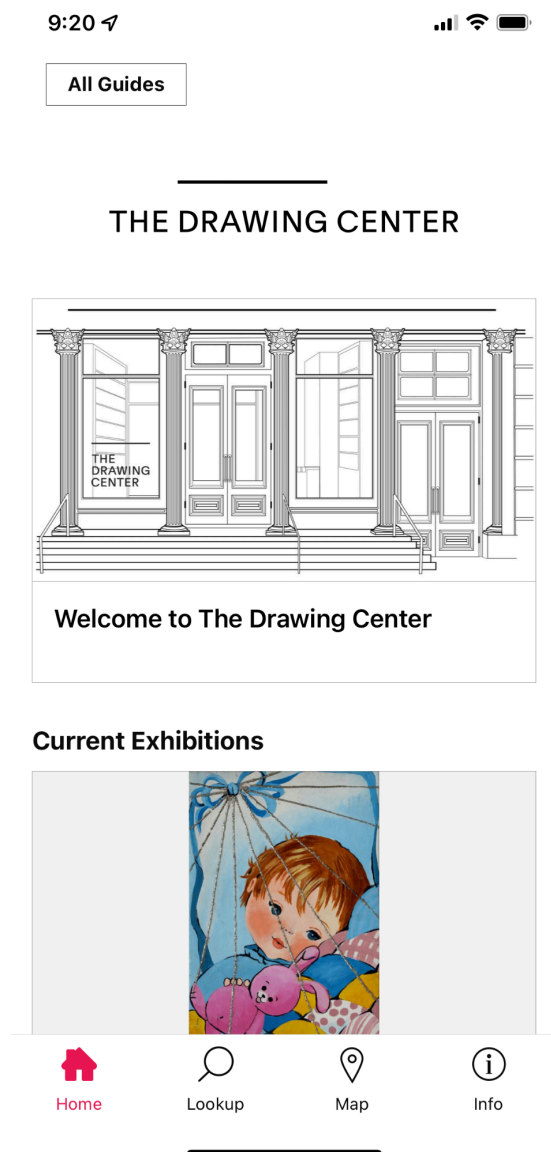 9:20
All Guides
THE DRAWING CENTER
THE
DRAWING
CENTER
Welcome to The Drawing Center
Current Exhibitions
Home Lookup Map Info